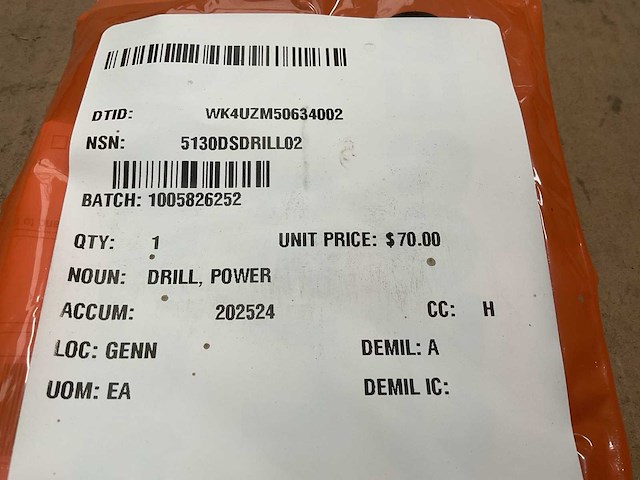 DTID: WK4UZM50634002
NSN: 5130DSDRILL02
BATCH: 1005826252
QTY: 1 UNIT PRICE: $70.00
NOUN: DRILL, POWER
ACCUM: 202524 CC: H
LOC: GENN DEMIL: A
UOM: EA DEMIL IC: